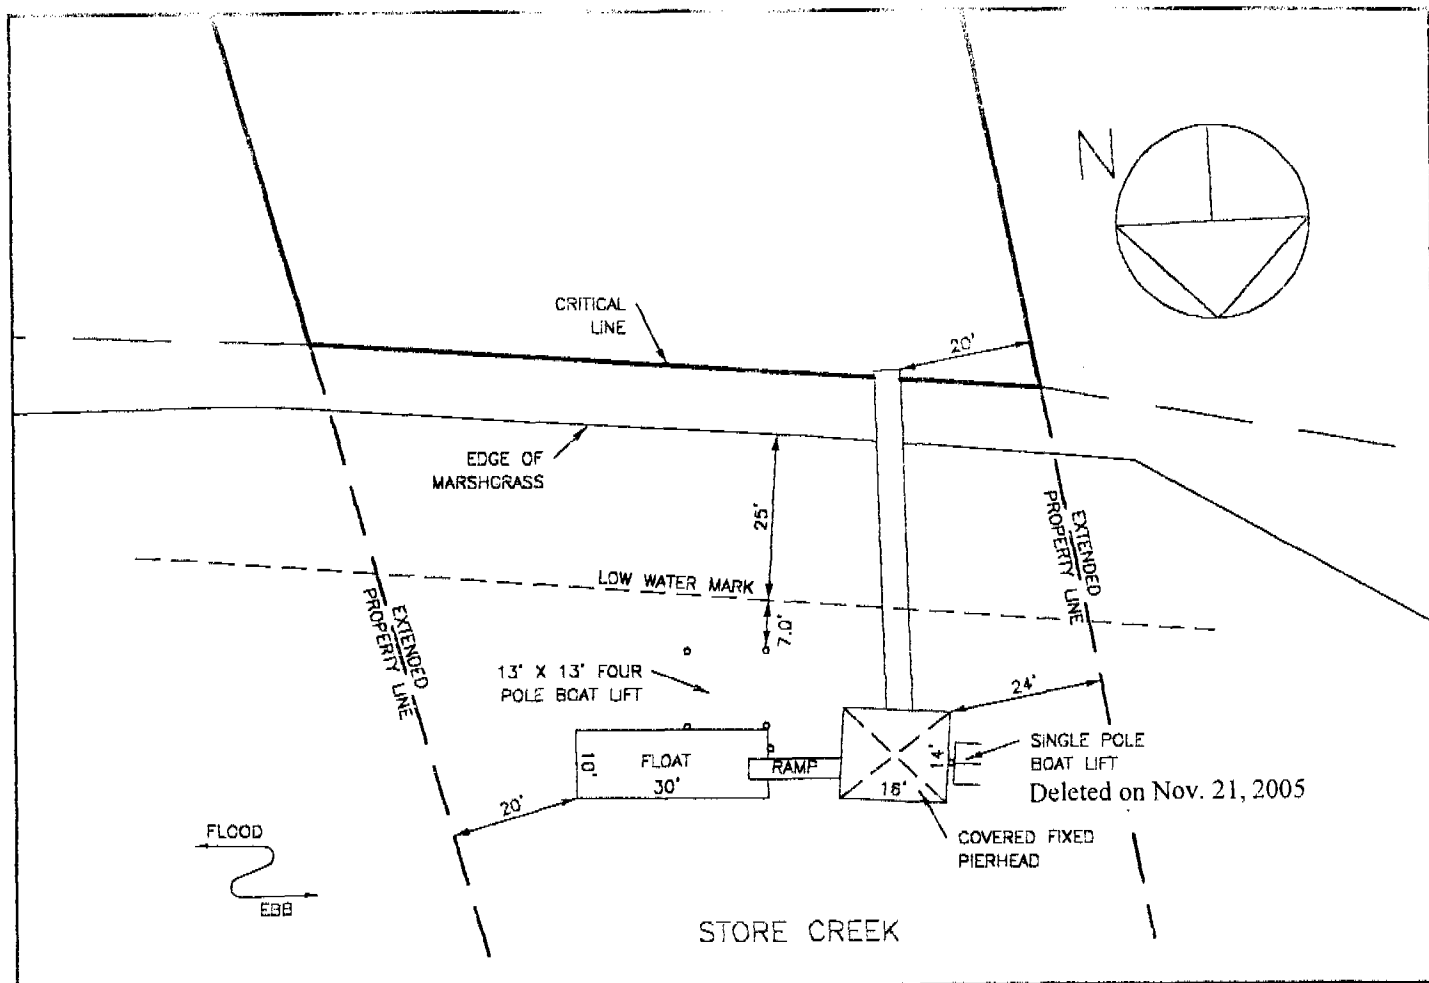 N
CRITICAL
LINE
20'
EDGE OF
MARSHGRASS
25'
EXTENDED
PROPERTY LINE
LOW WATER MARK
7.0'
EXTENDED
PROPERTY LINE
13' X 13' FOUR
POLE BOAT LIFT
24'
SINGLE POLE
BOAT LIFT
Deleted on Nov. 21, 2005
10'
FLOAT
30'
RAMP
14'
16'
20'
COVERED FIXED
PIERHEAD
FLOOD
EBB
STORE CREEK